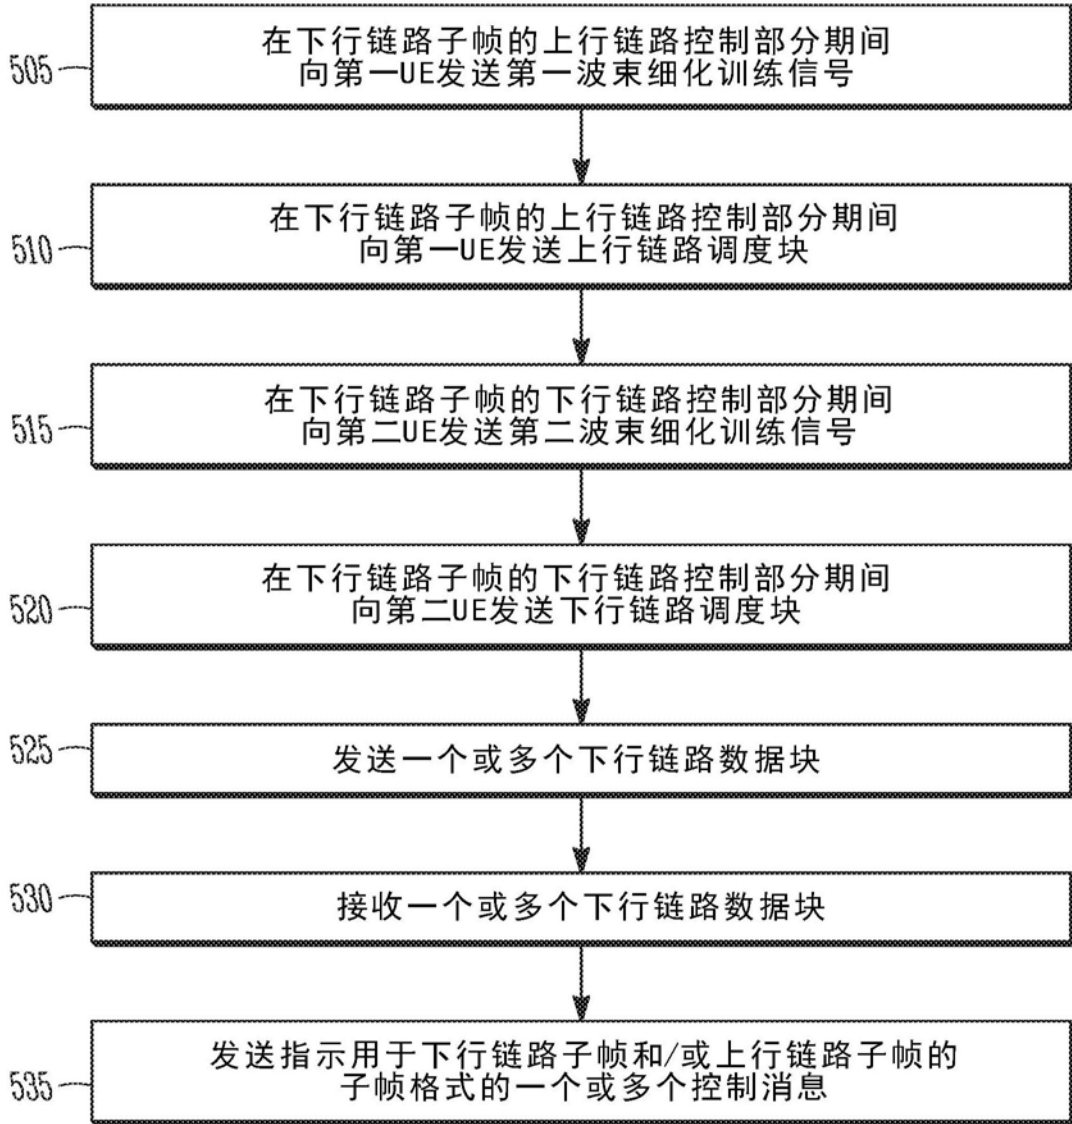 505
在下行链路子帧的上行链路控制部分期间
向第一UE发送第一波束细化训练信号
510
在下行链路子帧的上行链路控制部分期间
向第一UE发送上行链路调度块
515
在下行链路子帧的下行链路控制部分期间
向第二UE发送第二波束细化训练信号
520
在下行链路子帧的下行链路控制部分期间
向第二UE发送下行链路调度块
525
发送一个或多个下行链路数据块
530
接收一个或多个下行链路数据块
535
发送指示用于下行链路子帧和/或上行链路子帧的
子帧格式的一个或多个控制消息